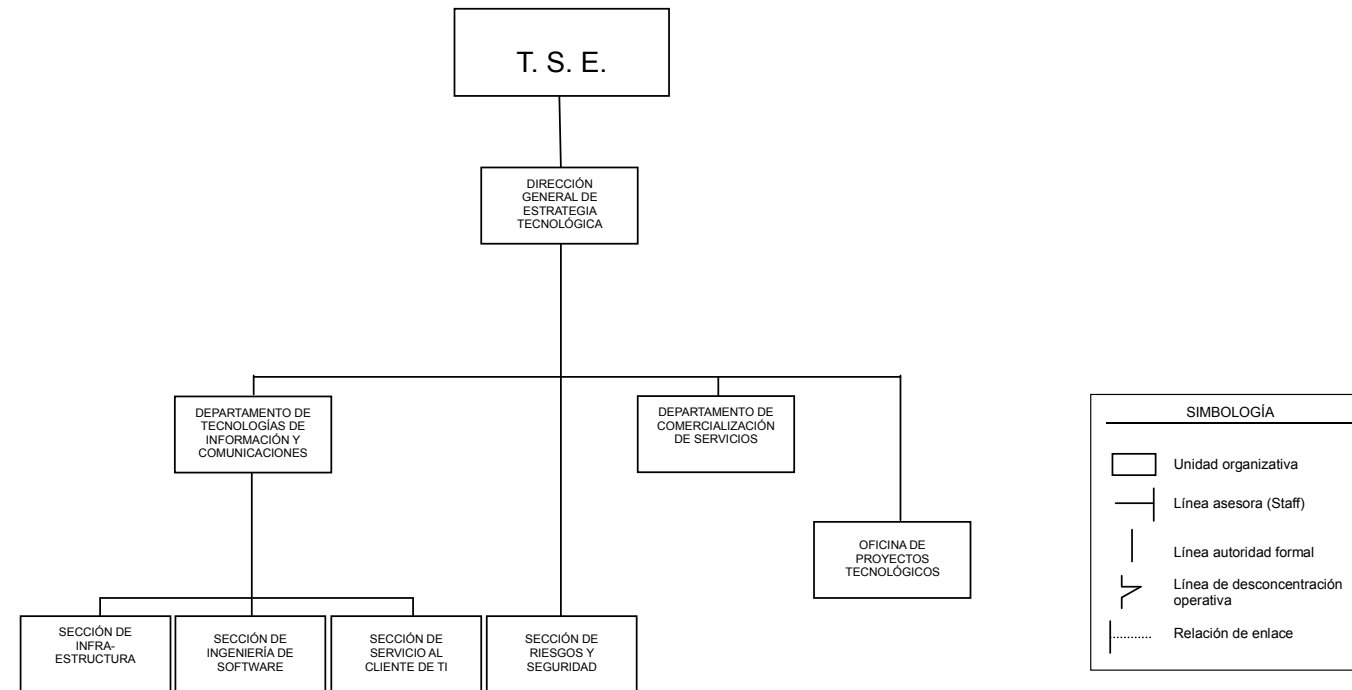 T. S. E.
DIRECCIÓN
GENERAL DE
ESTRATEGIA
TECNOLÓGICA
DEPARTAMENTO DE
TECNOLOGÍAS DE
INFORMACIÓN Y
COMUNICACIONES
DEPARTAMENTO DE
COMERCIALIZACIÓN
DE SERVICIOS
OFICINA DE
PROYECTOS
TECNOLÓGICOS
SECCIÓN DE
INFRA-
ESTRUCTURA
SECCIÓN DE
INGENIERÍA DE
SOFTWARE
SECCIÓN DE
SERVICIO AL
CLIENTE DE TI
SECCIÓN DE
RIESGOS Y
SEGURIDAD
SIMBOLOGÍA
Unidad organizativa
Línea asesora (Staff)
Línea autoridad formal
Línea de desconcentración
operativa
Relación de enlace